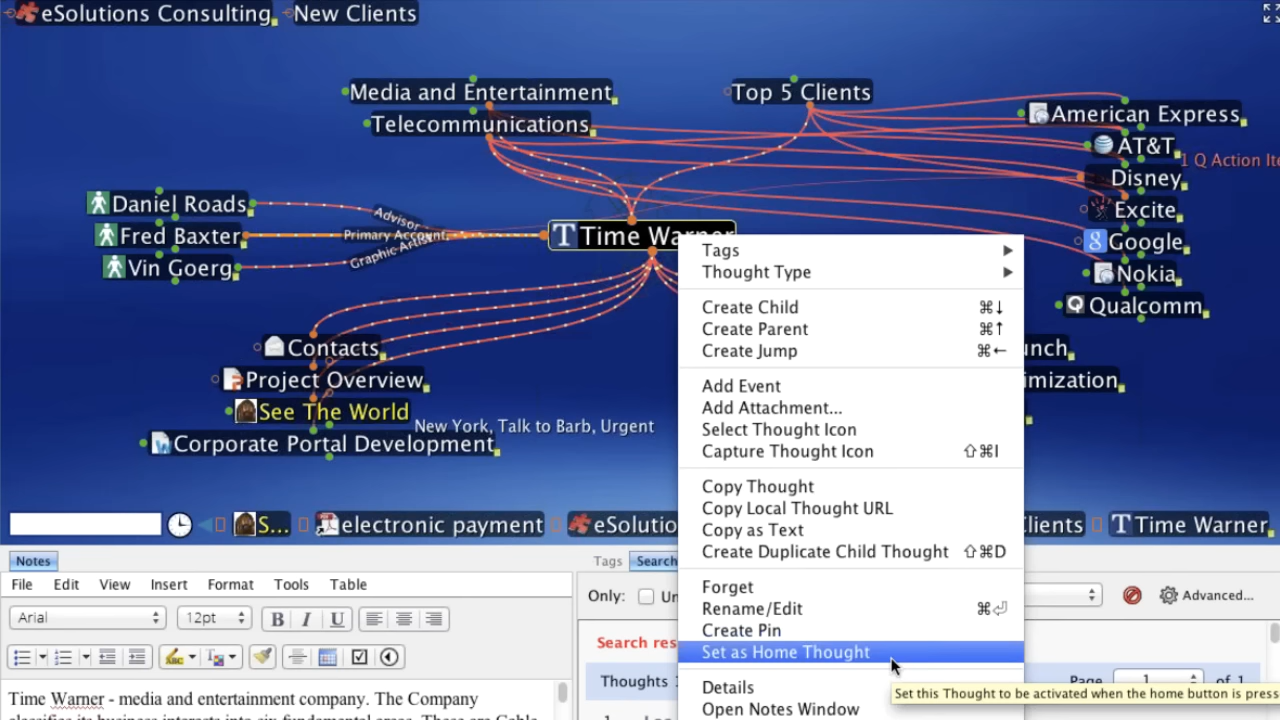 eSolutions Consulting New Clients
Media and Entertainment
Top 5 Clients
Telecommunications
American Express
AT&T
1 Q Action Ite
Disney
Daniel Roads
Advisor
Excite
Fred Baxter
Primary Account
Time Warner
Google
Vin Goerg
Graphic Artist
Nokia
Qualcomm
Contacts
Project Overview
See The World
New York, Talk to Barb, Urgent
Corporate Portal Development
unch
imization
Tags
Thought Type
Create Child ⌘↓
Create Parent ⌘↑
Create Jump ⌘←
Add Event
Add Attachment...
Select Thought Icon
Capture Thought Icon ⇧⌘I
Copy Thought
Copy Local Thought URL
Copy as Text
Create Duplicate Child Thought ⇧⌘D
Forget
Rename/Edit ⌘⏎
Create Pin
Set as Home Thought
Details
Open Notes Window
Set this Thought to be activated when the home button is press
S... electronic payment eSolutio Clients Time Warner
Notes
Tags Search
File Edit View Insert Format Tools Table
Only: Un
Advanced...
Arial 12pt B I U
Search res
Thoughts
Page 1 of 1
Time Warner - media and entertainment company. The Company